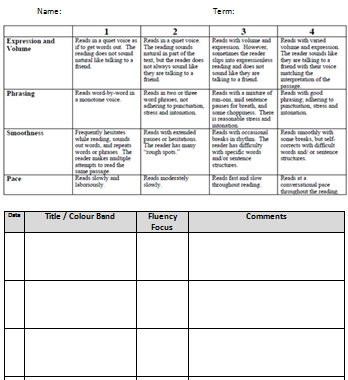 Name: Term:
1 2 3 4
Expression and
Volume
Reads in a quiet voice as
if to get words out. The
reading does not sound
natural like talking to a
friend.
Reads in a quiet voice.
The reading sounds
natural in part of the
text, but the reader does
not always sound like
they are talking to a
friend.
Reads with volume and
expression. However,
sometimes the reader
slips into expressionless
reading and does not
sound like they are
talking to a friend.
Reads with varied
volume and expression.
The reader sounds like
they are talking to a
friend with their voice
matching the
interpretation of the
passage.
Phrasing
Reads word-by-word in
a monotone voice.
Reads in two or three
word phrases, not
adhering to punctuation,
stress and intonation.
Reads with a mixture of
run-ons, mid sentence
pauses for breath, and
some choppiness. There
is reasonable stress and
intonation.
Reads with good
phrasing; adhering to
punctuation, stress and
intonation.
Smoothness
Frequently hesitates
while reading, sounds
out words, and repeats
words or phrases. The
reader makes multiple
attempts to read the
same passage.
Reads with extended
pauses or hesitations.
The reader has many
"rough spots."
Reads with occasional
breaks in rhythm. The
reader has difficulty
with specific words
and/or sentence
structures.
Reads smoothly with
some breaks, but self-
corrects with difficult
words and/ or sentence
structures.
Pace
Reads slowly and
laboriously.
Reads moderately
slowly.
Reads fast and slow
throughout reading.
Reads at a
conversational pace
throughout the reading.
Date Title / Colour Band Fluency Focus Comments